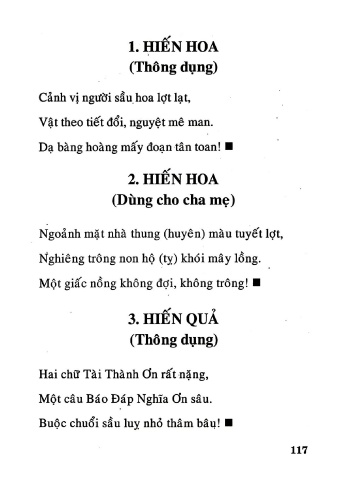 1. HIẾN HOA
(Thông dụng)
Cảnh vị người sầu hoa lợt lạt,
Vật theo tiết đổi, nguyệt mê man.
Dạ bàng hoàng mấy đoạn tân toan! ■
2. HIẾN HOA
(Dùng cho cha mẹ)
Ngoảnh mặt nhà thung (huyên) màu tuyết lợt,
Nghiêng trông non hộ (tỵ) khói mây lồng.
Một giấc nồng không đợi, không trông! ■
3. HIẾN QUẢ
(Thông dụng)
Hai chữ Tài Thành Ơn rất nặng,
Một câu Báo Đáp Nghĩa Ơn sâu.
Buộc chuỗi sầu luỵ nhỏ thâm bâu! ■
117